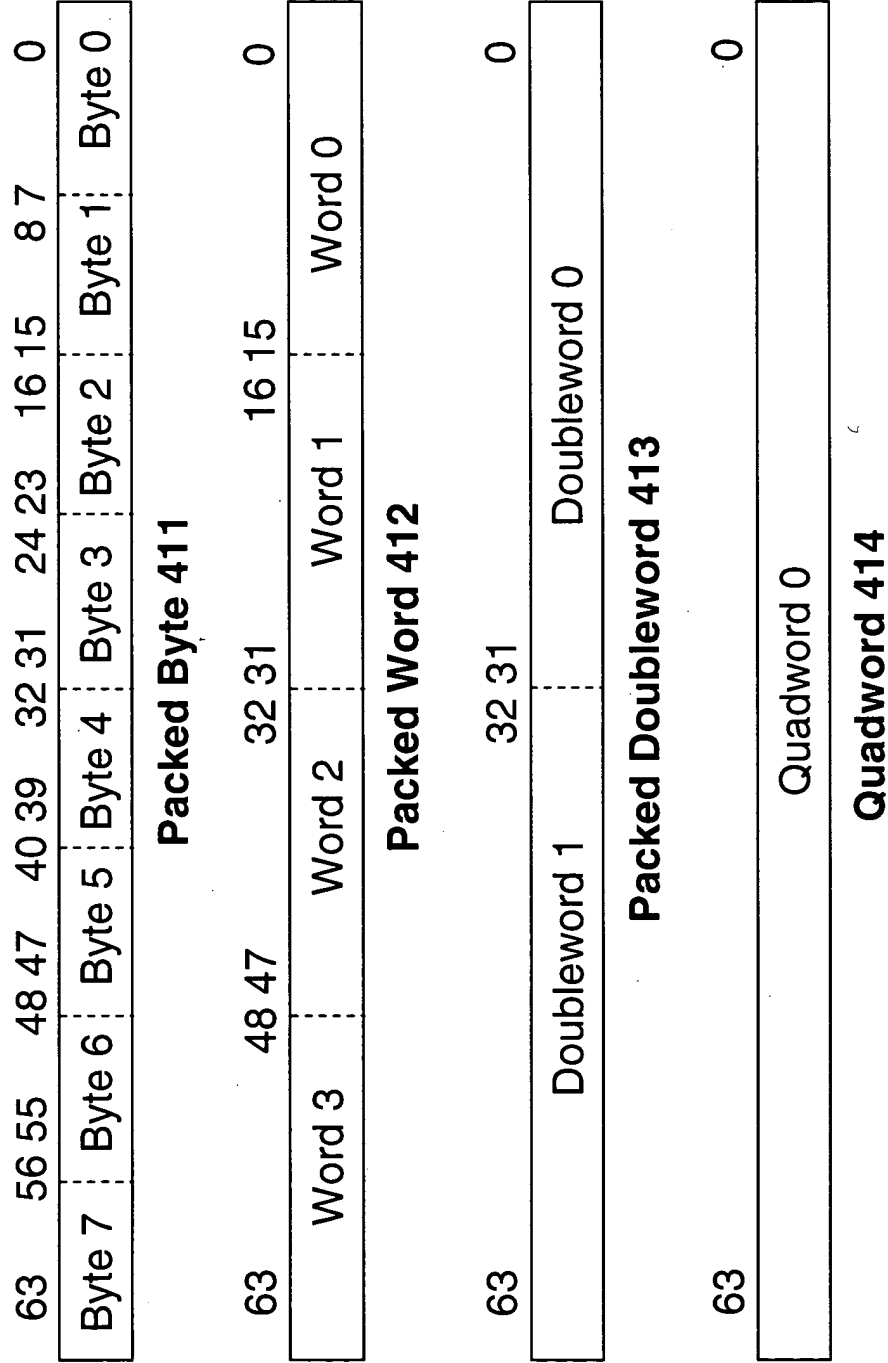 63 56 55 48 47 40 39 32 31 24 23 16 15 8 7 0
Byte 7 Byte 6 Byte 5 Byte 4 Byte 3 Byte 2 Byte 1 Byte 0
Packed Byte 411
63 48 47 32 31 16 15 0
Word 3 Word 2 Word 1 Word 0
Packed Word 412
63 32 31 0
Doubleword 1 Doubleword 0
Packed Doubleword 413
63 0
Quadword 0
Quadword 414